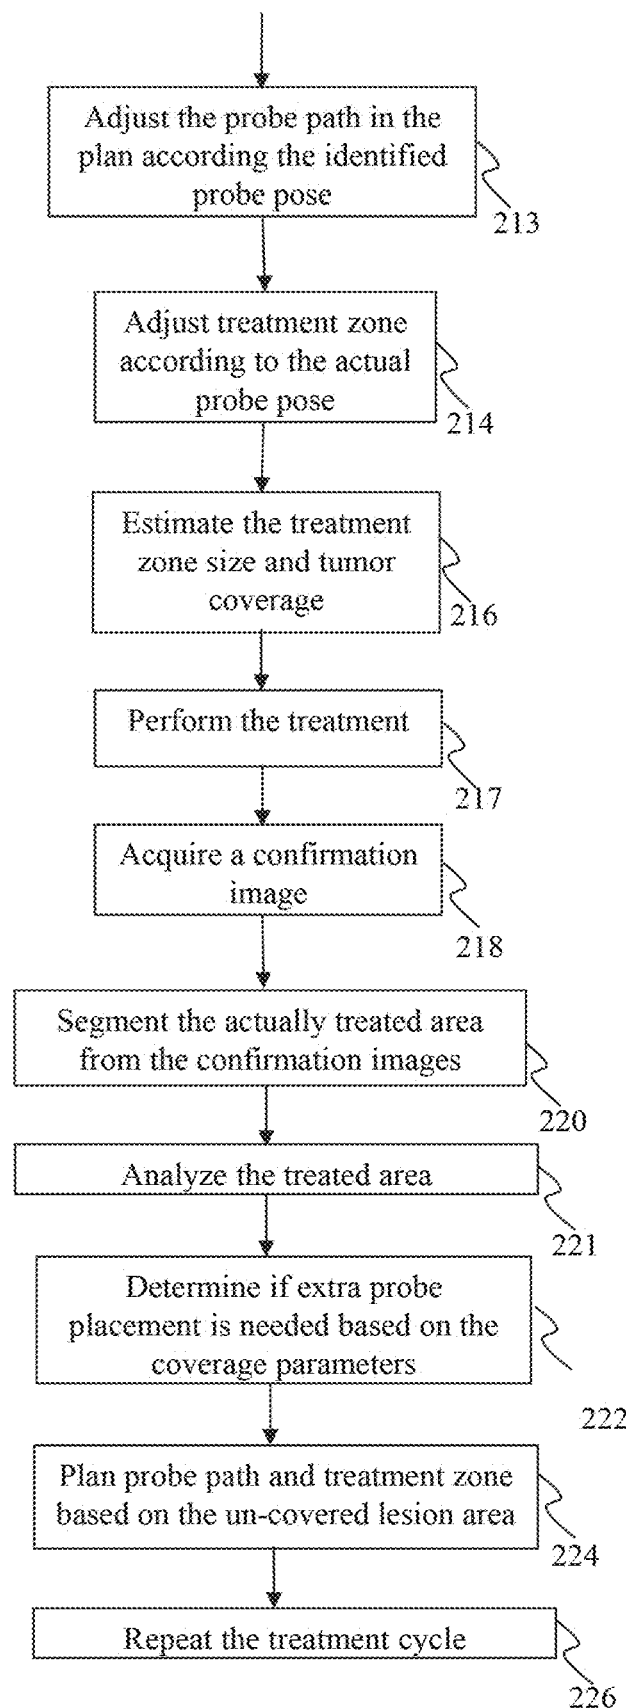 Adjust the probe path in the
plan according the identified
probe pose
213
Adjust treatment zone
according to the actual
probe pose
214
Estimate the treatment
zone size and tumor
coverage
216
Perform the treatment
217
Acquire a confirmation
image
218
Segment the actually treated area
from the confirmation images
220
Analyze the treated area
221
Determine if extra probe
placement is needed based on the
coverage parameters
222
Plan probe path and treatment zone
based on the un-covered lesion area
224
Repeat the treatment cycle
226